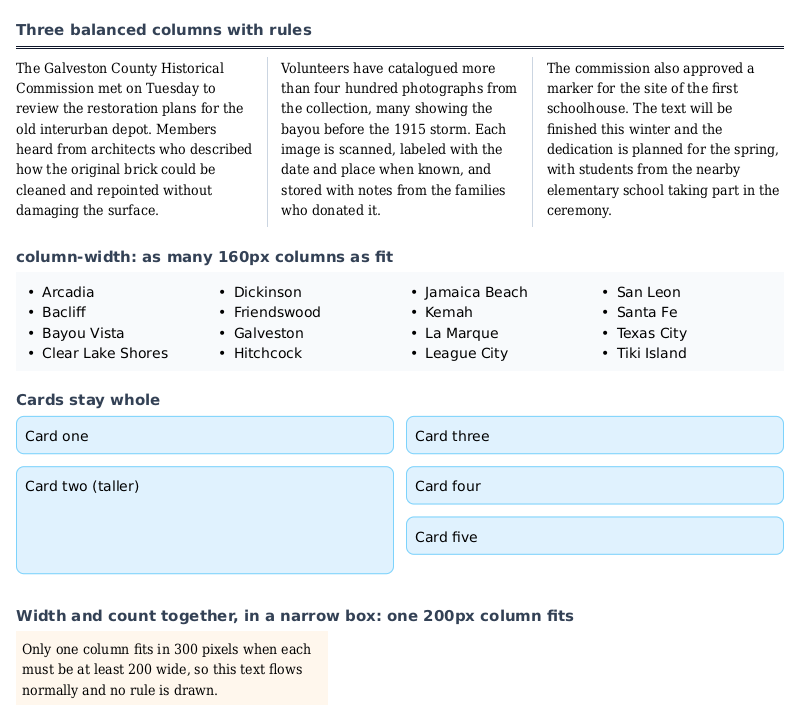 Three balanced columns with rules
The Galveston County Historical
Commission met on Tuesday to
review the restoration plans for the
old interurban depot. Members
heard from architects who described
how the original brick could be
cleaned and repointed without
damaging the surface.
Volunteers have catalogued more
than four hundred photographs from
the collection, many showing the
bayou before the 1915 storm. Each
image is scanned, labeled with the
date and place when known, and
stored with notes from the families
who donated it.
The commission also approved a
marker for the site of the first
schoolhouse. The text will be
finished this winter and the
dedication is planned for the spring,
with students from the nearby
elementary school taking part in the
ceremony.
column-width: as many 160px columns as fit
• Arcadia
• Bacliff
• Bayou Vista
• Clear Lake Shores
• Dickinson
• Friendswood
• Galveston
• Hitchcock
• Jamaica Beach
• Kemah
• La Marque
• League City
• San Leon
• Santa Fe
• Texas City
• Tiki Island
Cards stay whole
Card one
Card two (taller)
Card three
Card four
Card five
Width and count together, in a narrow box: one 200px column fits
Only one column fits in 300 pixels when each
must be at least 200 wide, so this text flows
normally and no rule is drawn.